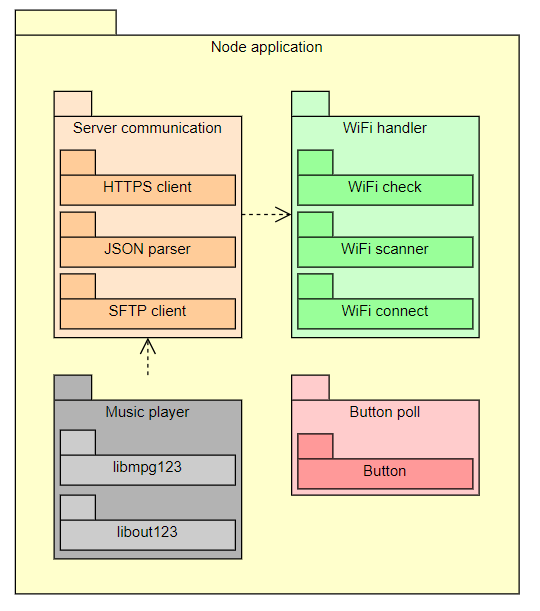 Node application
Server communication
HTTPS client
JSON parser
SFTP client
WiFi handler
WiFi check
WiFi scanner
WiFi connect
Music player
libmpg123
libout123
Button poll
Button